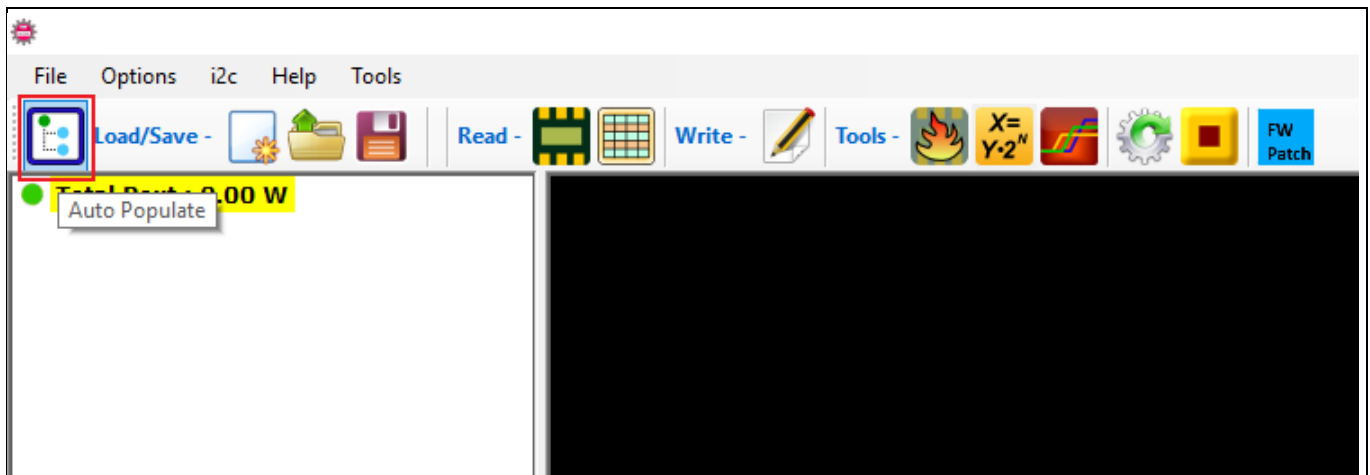 File Options i2c Help Tools
Load/Save - Read - Write - Tools - X= Y·2ᴺ FW Patch
.00 W
Auto Populate